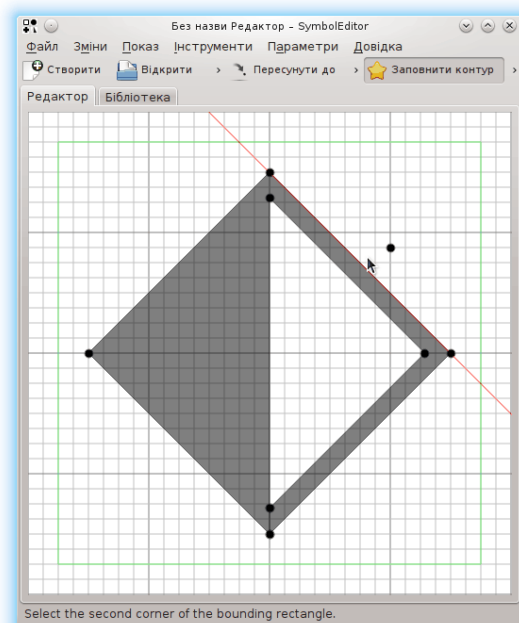 Без назви Редактор – SymbolEditor
Файл Зміни Показ Інструменти Параметри Довідка
Створити Відкрити › Пересунути до › Заповнити контур ›
Редактор Бібліотека
Select the second corner of the bounding rectangle.